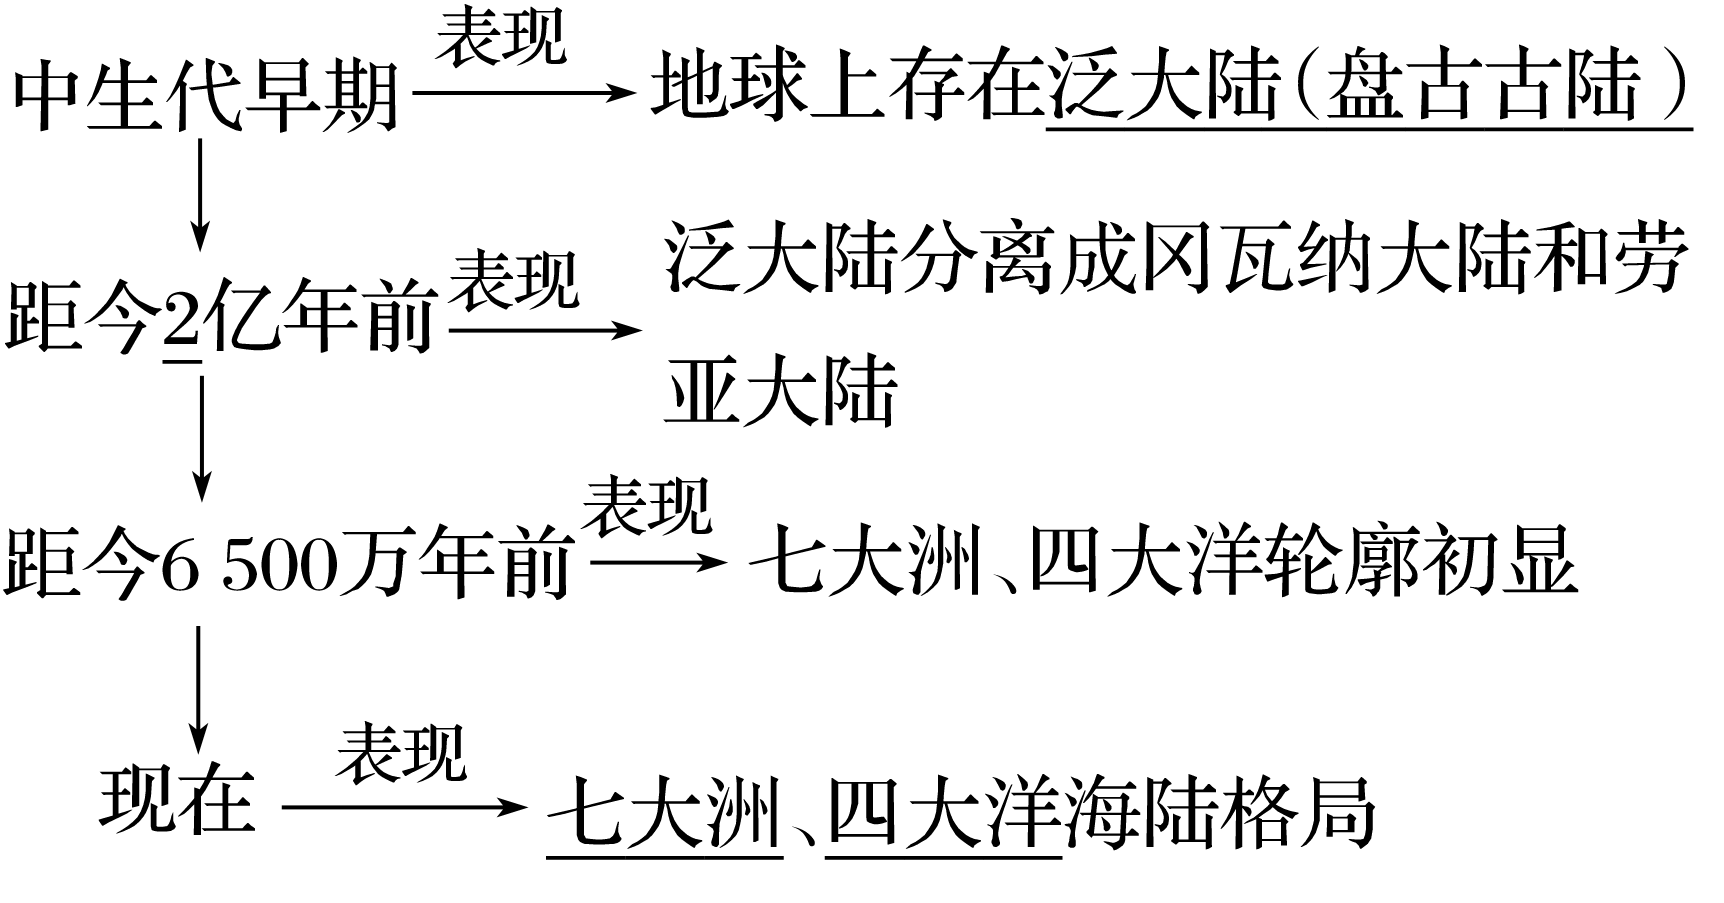 中生代早期 表现 地球上存在泛大陆(盘古古陆)
距今2亿年前 表现 泛大陆分离成冈瓦纳大陆和劳
亚大陆
距今6 500万年前 表现 七大洲、四大洋轮廓初显
现在 表现 七大洲、四大洋海陆格局